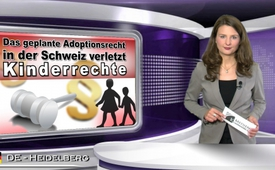 Das geplante Adoptionsrecht
in der Schweiz verletzt
Kinderrechte
DE - HEIDELBERG